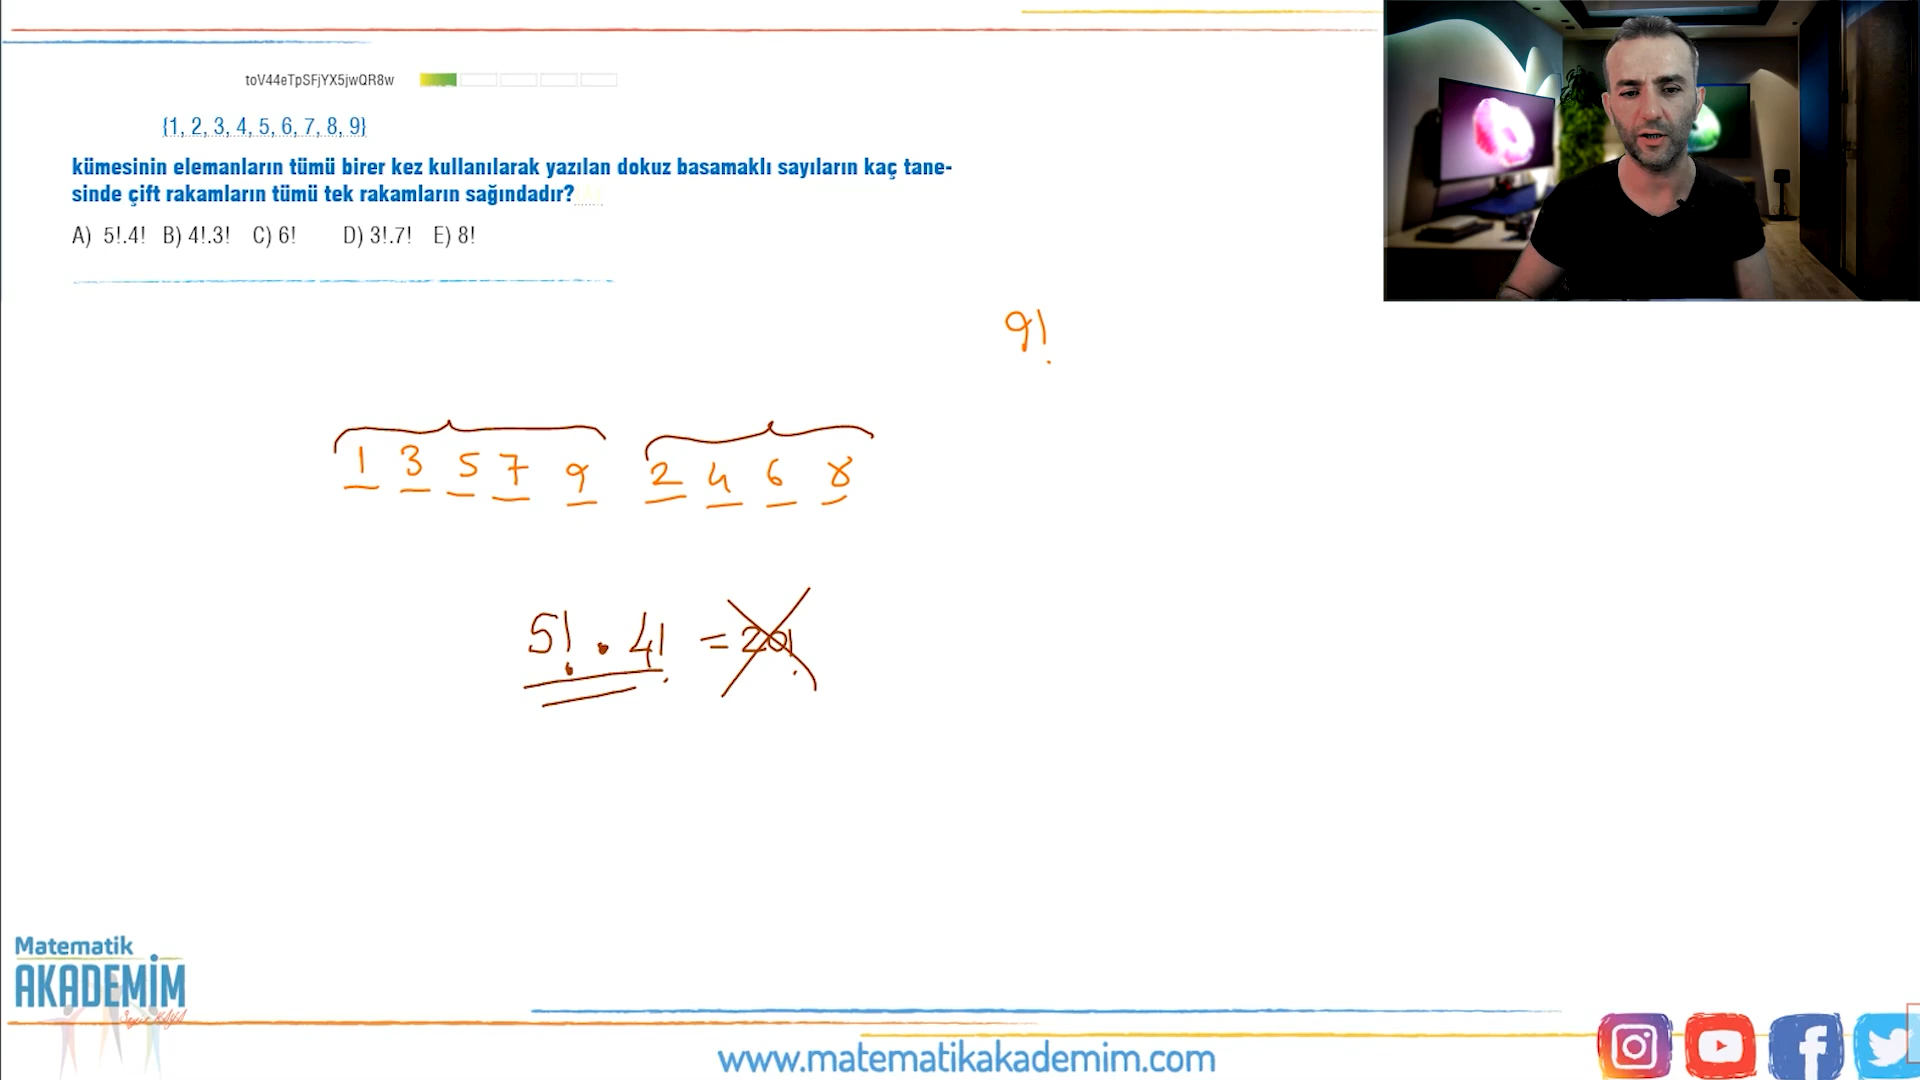 toV44eTpSFjYX5jwQR8w
{1, 2, 3, 4, 5, 6, 7, 8, 9}
kümesinin elemanların tümü birer kez kullanılarak yazılan dokuz basamaklı sayıların kaç tane-
sinde çift rakamların tümü tek rakamların sağındadır?
A) 5!.4! B) 4!.3! C) 6! D) 3!.7! E) 8!
9!
1 3 5 7 9 2 4 6 8
5! . 4! = 20!
Matematik
AKADEMİM
www.matematikakademim.com